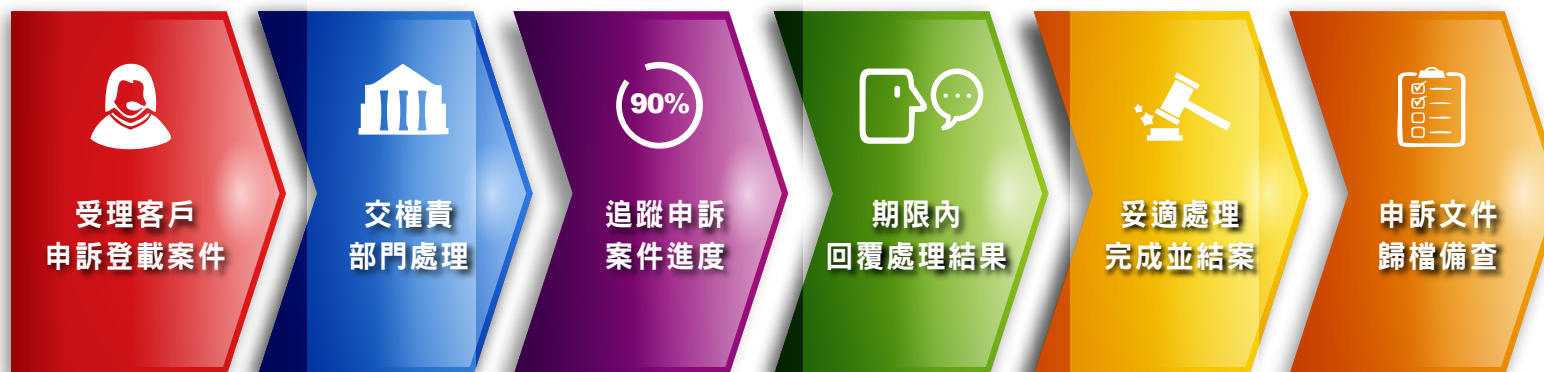 受理客戶
申訴登載案件
交權責
部門處理
90%
追蹤申訴
案件進度
期限內
回覆處理結果
妥適處理
完成並結案
申訴文件
歸檔備查